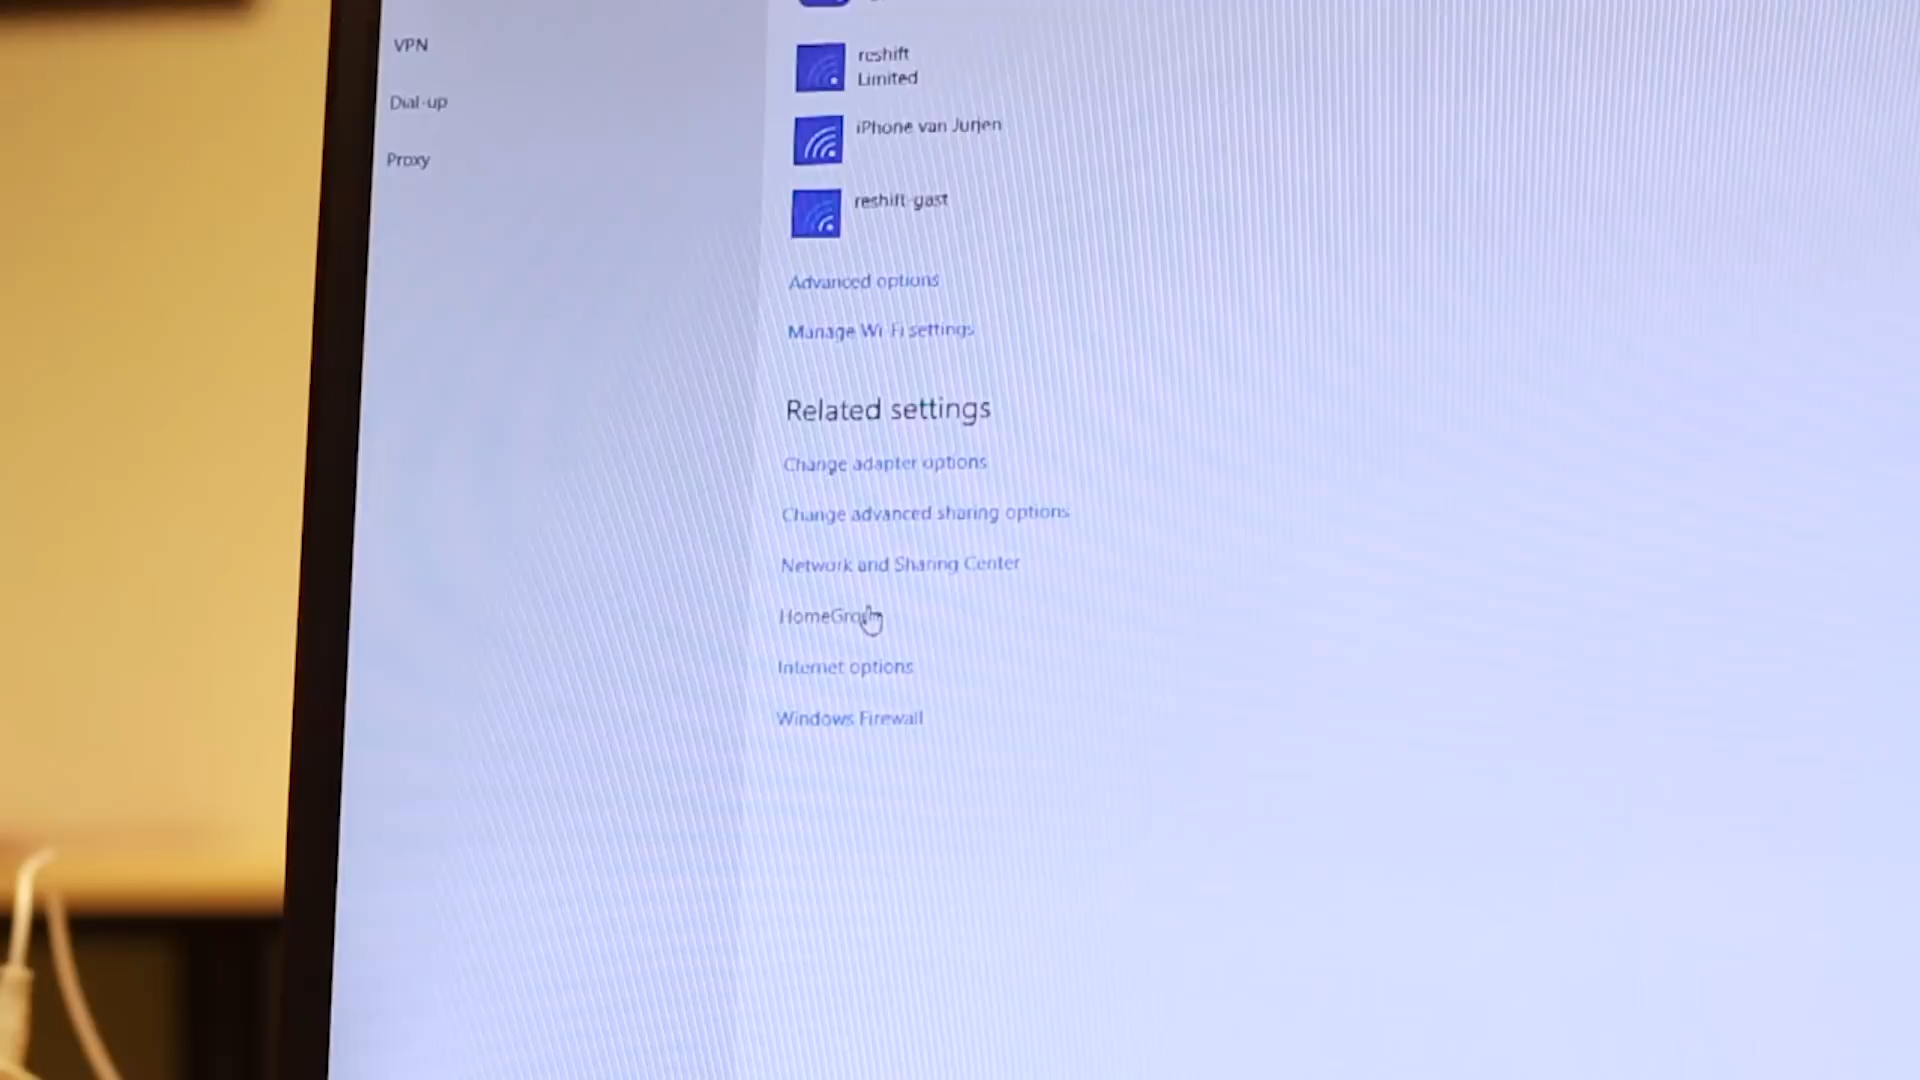 VPN
Dial-up
Proxy
reshift
Limited
iPhone van Jurjen
reshift-gast
Advanced options
Manage Wi-Fi settings
Related settings
Change adapter options
Change advanced sharing options
Network and Sharing Center
HomeGroup
Internet options
Windows Firewall